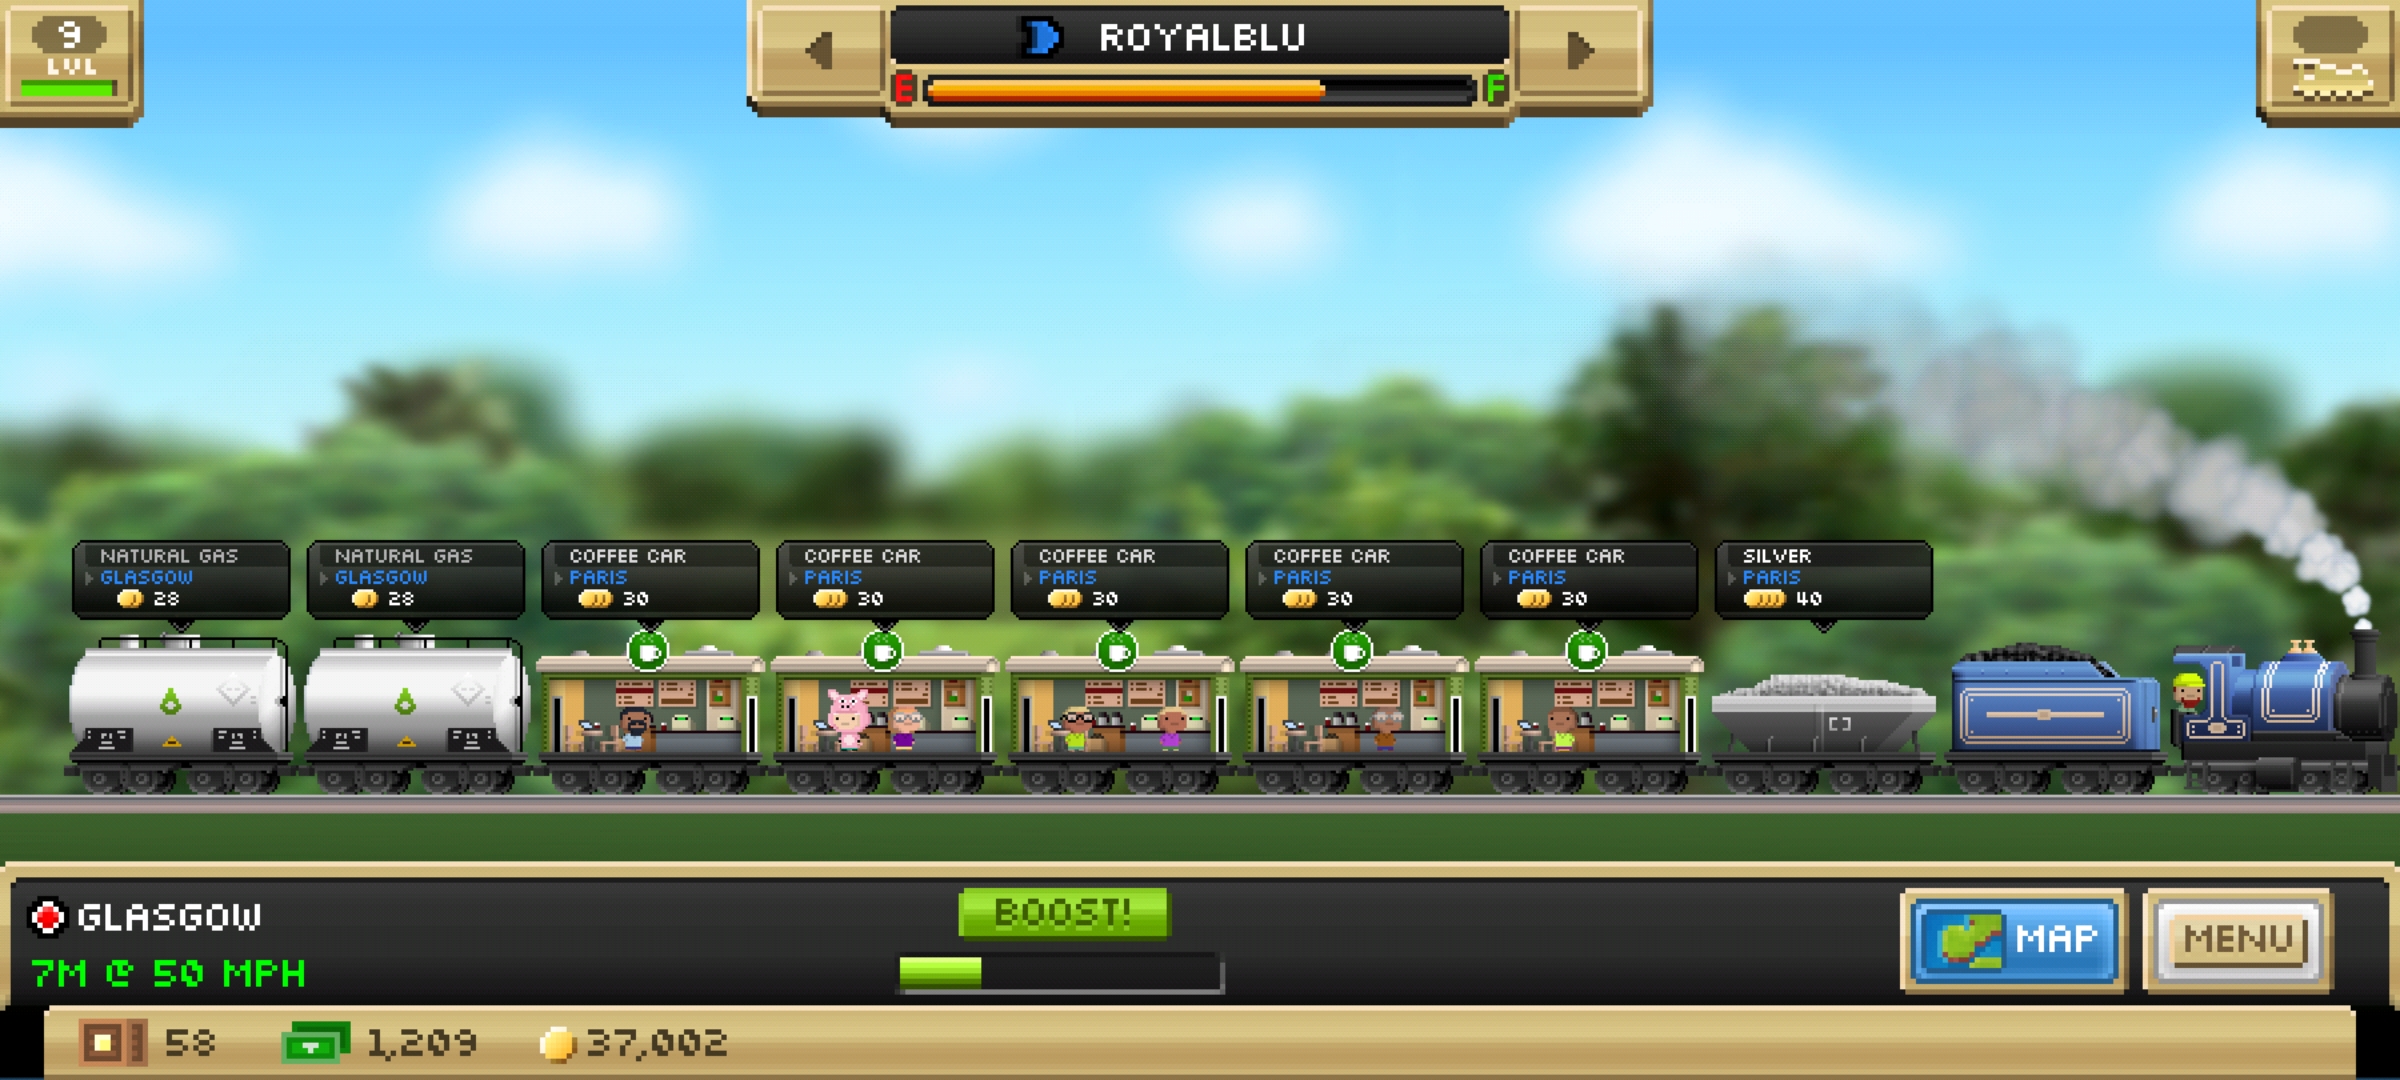 9
LVL
ROYALBLU
E F
NATURAL GAS
GLASGOW
28
NATURAL GAS
GLASGOW
28
COFFEE CAR
PARIS
30
COFFEE CAR
PARIS
30
COFFEE CAR
PARIS
30
COFFEE CAR
PARIS
30
COFFEE CAR
PARIS
30
SILVER
PARIS
40
GLASGOW
7M @ 50 MPH
BOOST!
MAP
MENU
58
1,209
37,002